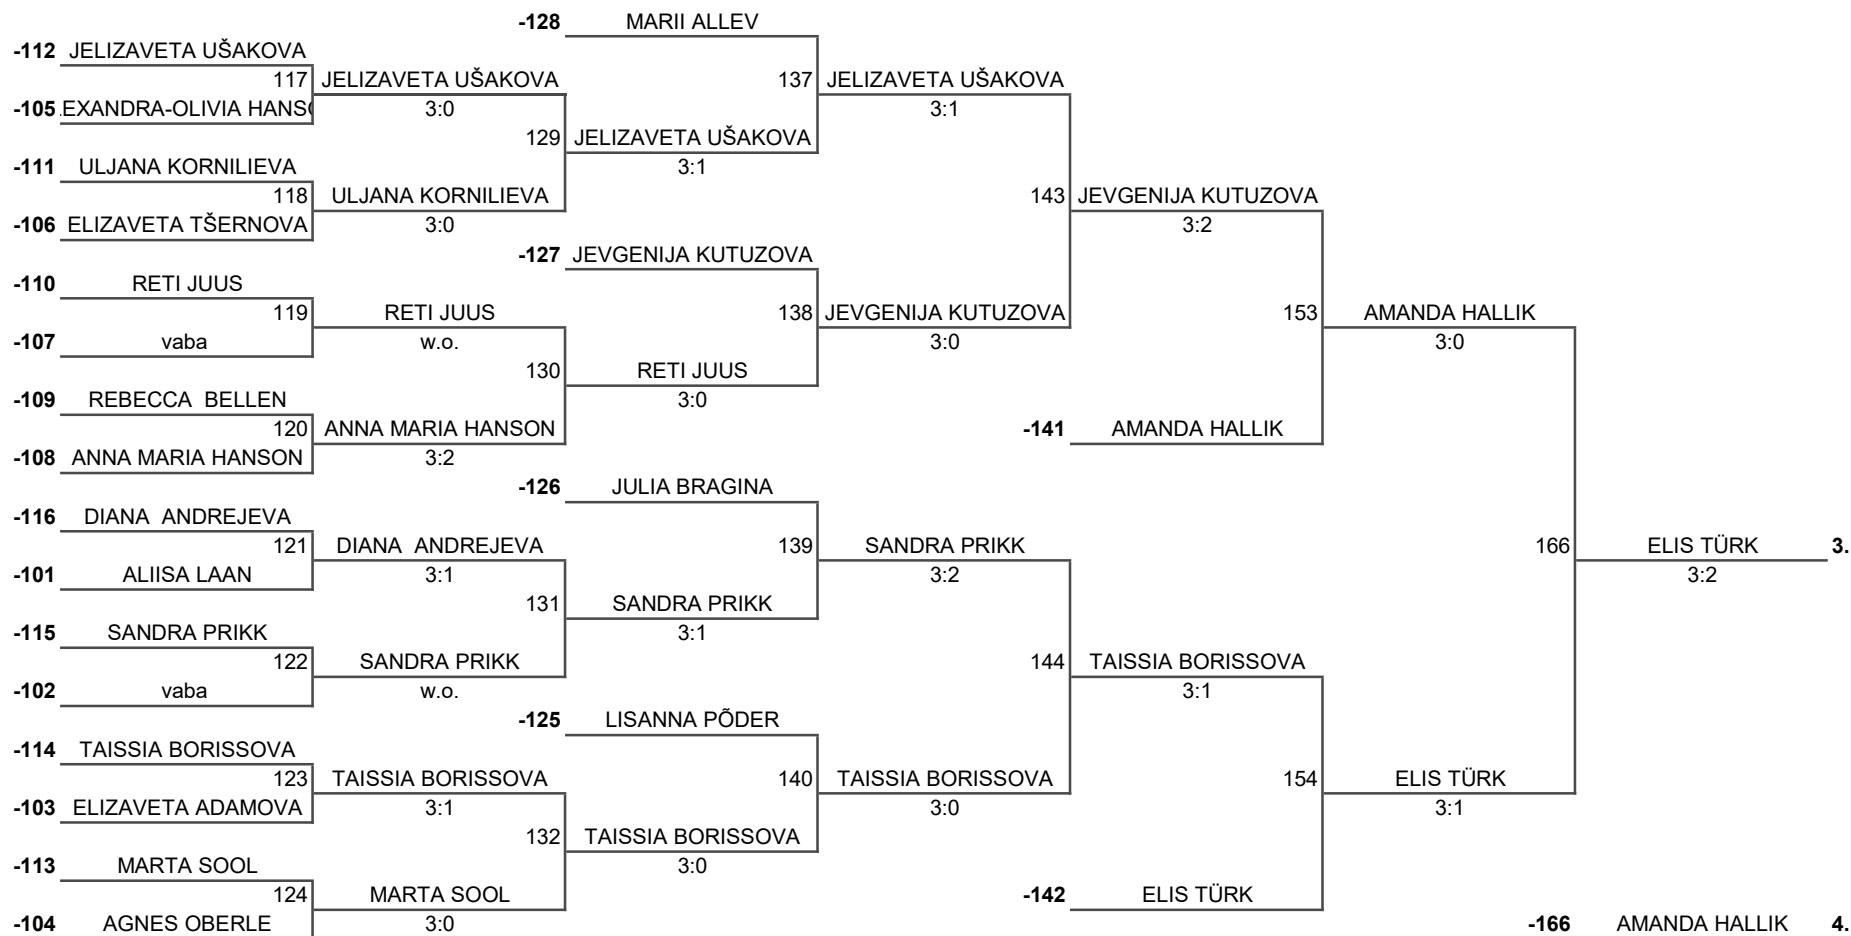 -128 MARII ALLEV
-112 JELIZAVETA UŠAKOVA
117 JELIZAVETA UŠAKOVA 137 JELIZAVETA UŠAKOVA
-105 EXANDRA-OLIVIA 3:0 3:1
129 JELIZAVETA UŠAKOVA
-111 ULJANA KORNILIEVA 3:1
118 ULJANA KORNILIEVA 143 JEVGENIJA KUTUZOVA
-106 ELIZAVETA TŠERNOVA 3:0 3:2
-127 JEVGENIJA KUTUZOVA
-110 RETI JUUS
119 RETI JUUS 138 JEVGENIJA KUTUZOVA 153 AMANDA HALLIK
-107 vaba w.o. 3:0 3:0
130 RETI JUUS
-109 REBECCA BELLEN 3:0
120 ANNA MARIA HANSON -141 AMANDA HALLIK
-108 ANNA MARIA HANSON 3:2
-126 JULIA BRAGINA
-116 DIANA ANDREJEVA
121 DIANA ANDREJEVA 139 SANDRA PRIKK 166 ELIS TÜRK 3.
-101 ALIISA LAAN 3:1 3:2 3:2
131 SANDRA PRIKK
-115 SANDRA PRIKK 3:1
122 SANDRA PRIKK 144 TAISSIA BORISSOVA
-102 vaba w.o. 3:1
-125 LISANNA PÕDER
-114 TAISSIA BORISSOVA
123 TAISSIA BORISSOVA 140 TAISSIA BORISSOVA 154 ELIS TÜRK
-103 ELIZAVETA ADAMOVA 3:1 3:0 3:1
132 TAISSIA BORISSOVA
-113 MARTA SOOL 3:0
124 MARTA SOOL -142 ELIS TÜRK
-104 AGNES OBERLE 3:0 -166 AMANDA HALLIK 4.